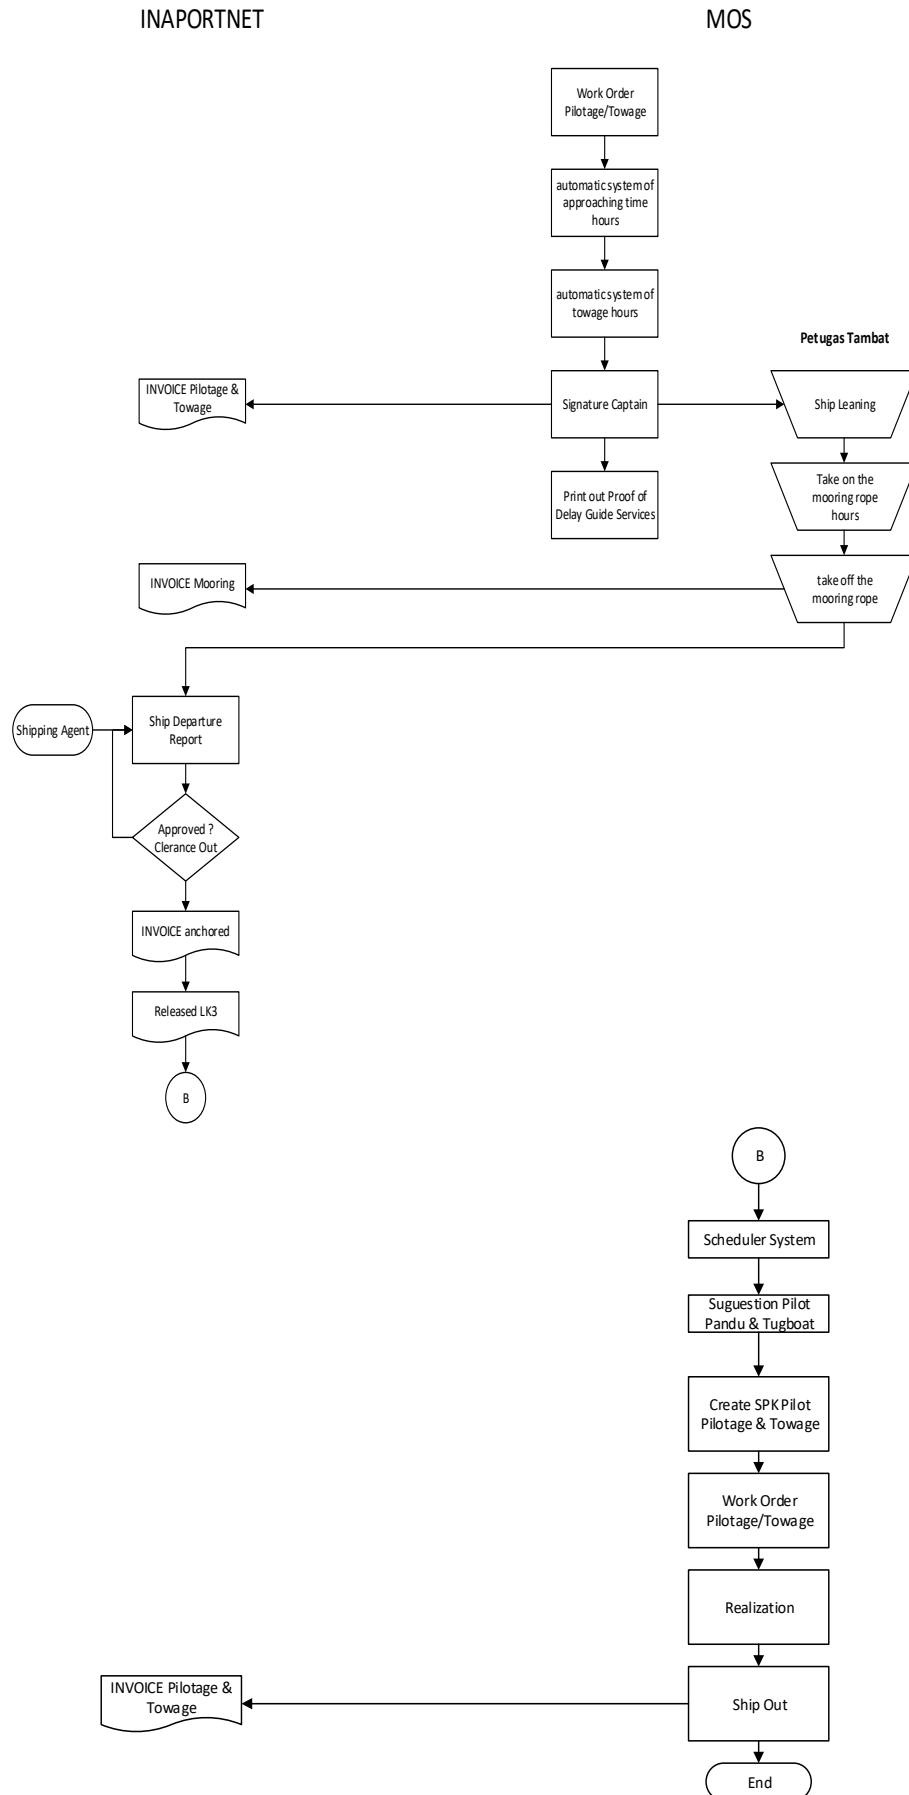 INAPORTNET
MOS
Work Order
Pilotage/Towage
automatic system of
approaching time
hours
automatic system of
towage hours
Petugas Tambat
INVOICE Pilotage &
Towage
Signature Captain
Ship Leaning
Print out Proof of
Delay Guide Services
Take on the
mooring rope
hours
INVOICE Mooring
take off the
mooring rope
Shipping Agent
Ship Departure
Report
Approved ?
Clerance Out
INVOICE anchored
Released LK3
B
B
Scheduler System
Suguestion Pilot
Pandu & Tugboat
Create SPK Pilot
Pilotage & Towage
Work Order
Pilotage/Towage
Realization
INVOICE Pilotage &
Towage
Ship Out
End